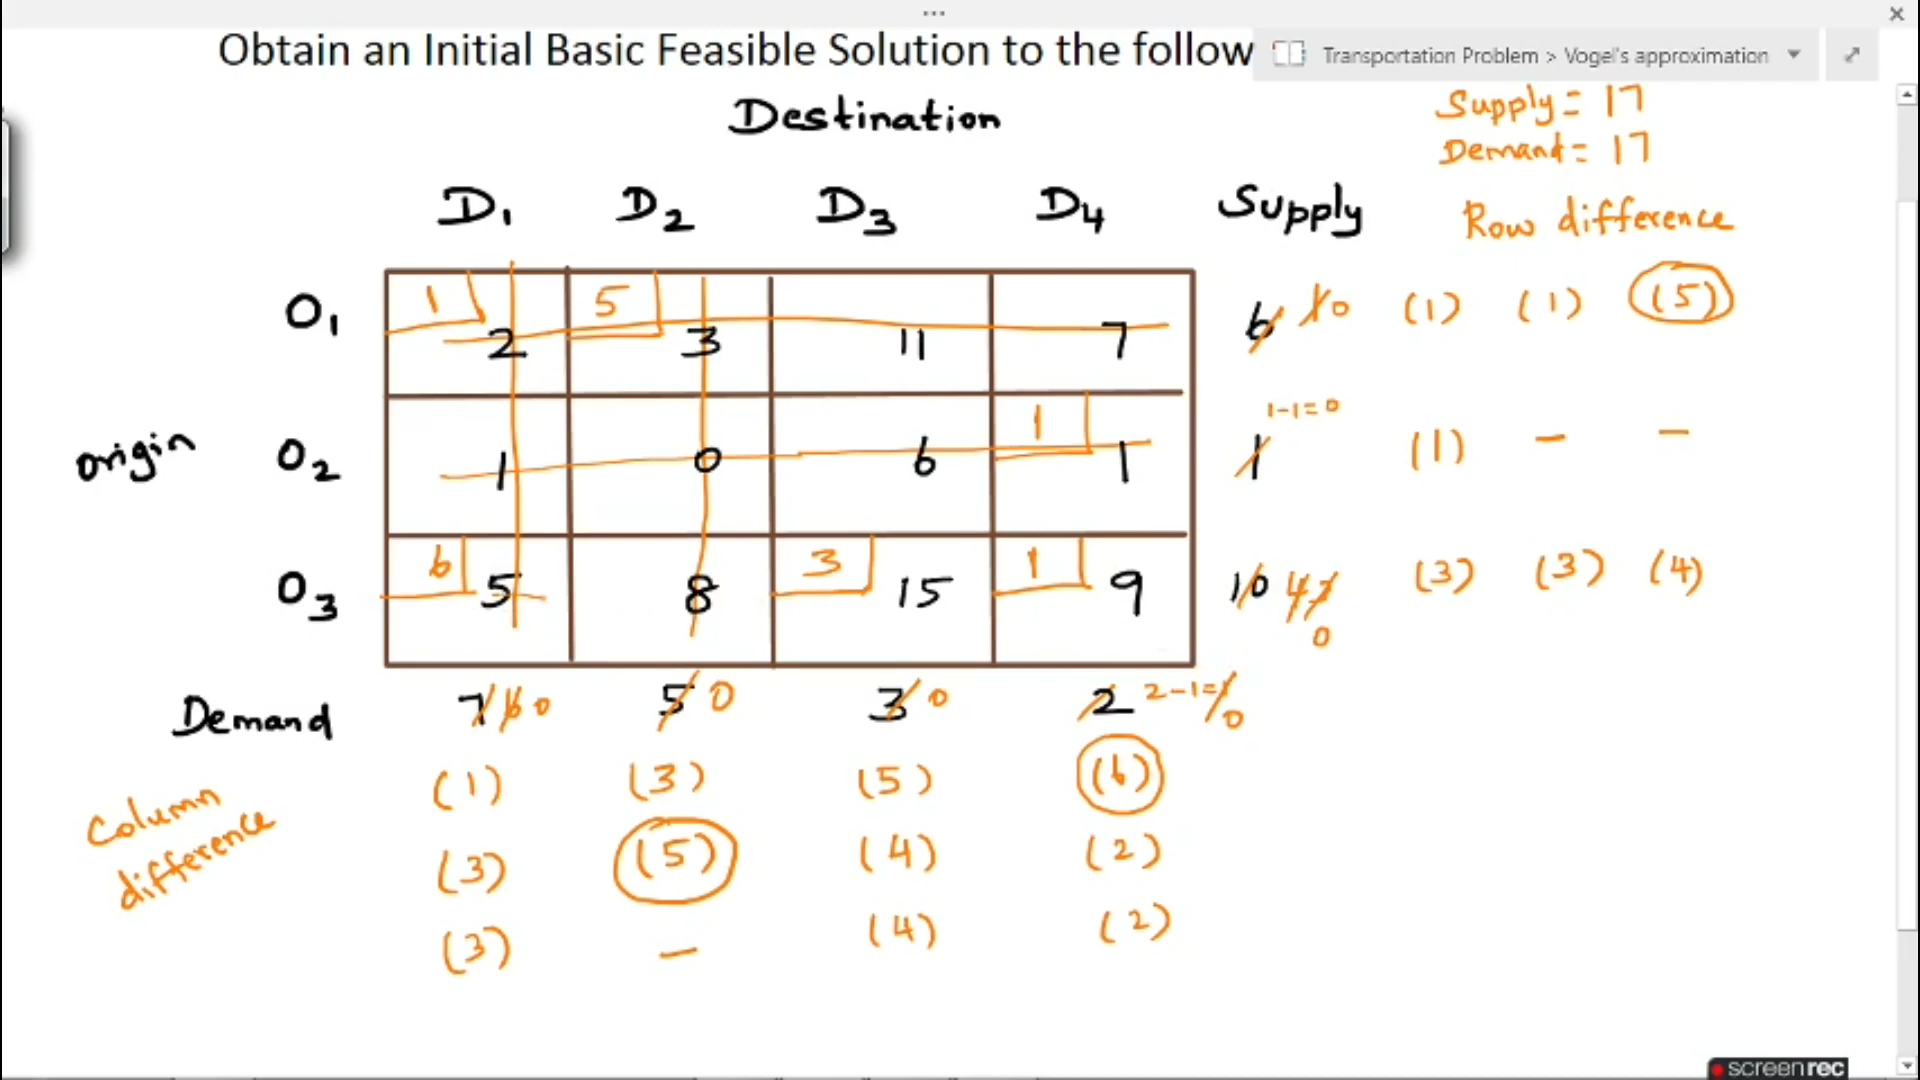 Obtain an Initial Basic Feasible Solution to the follow
Transportation Problem > Vogel's approximation
Supply = 17
Demand = 17
Destination
D1 D2 D3 D4 Supply Row difference
O1 1 2 5 3 11 7 6 1 0 (1) (1) (5)
1-1=0
Origin O2 1 0 6 1 1 1 (1) – –
O3 6 5 8 3 15 1 9 10 4 1 0 (3) (3) (4)
Demand 7 6 0 5 0 3 0 2 2-1=1 0
Column difference
(1) (3) (5) (6)
(3) (5) (4) (2)
(3) – (4) (2)
screenrec